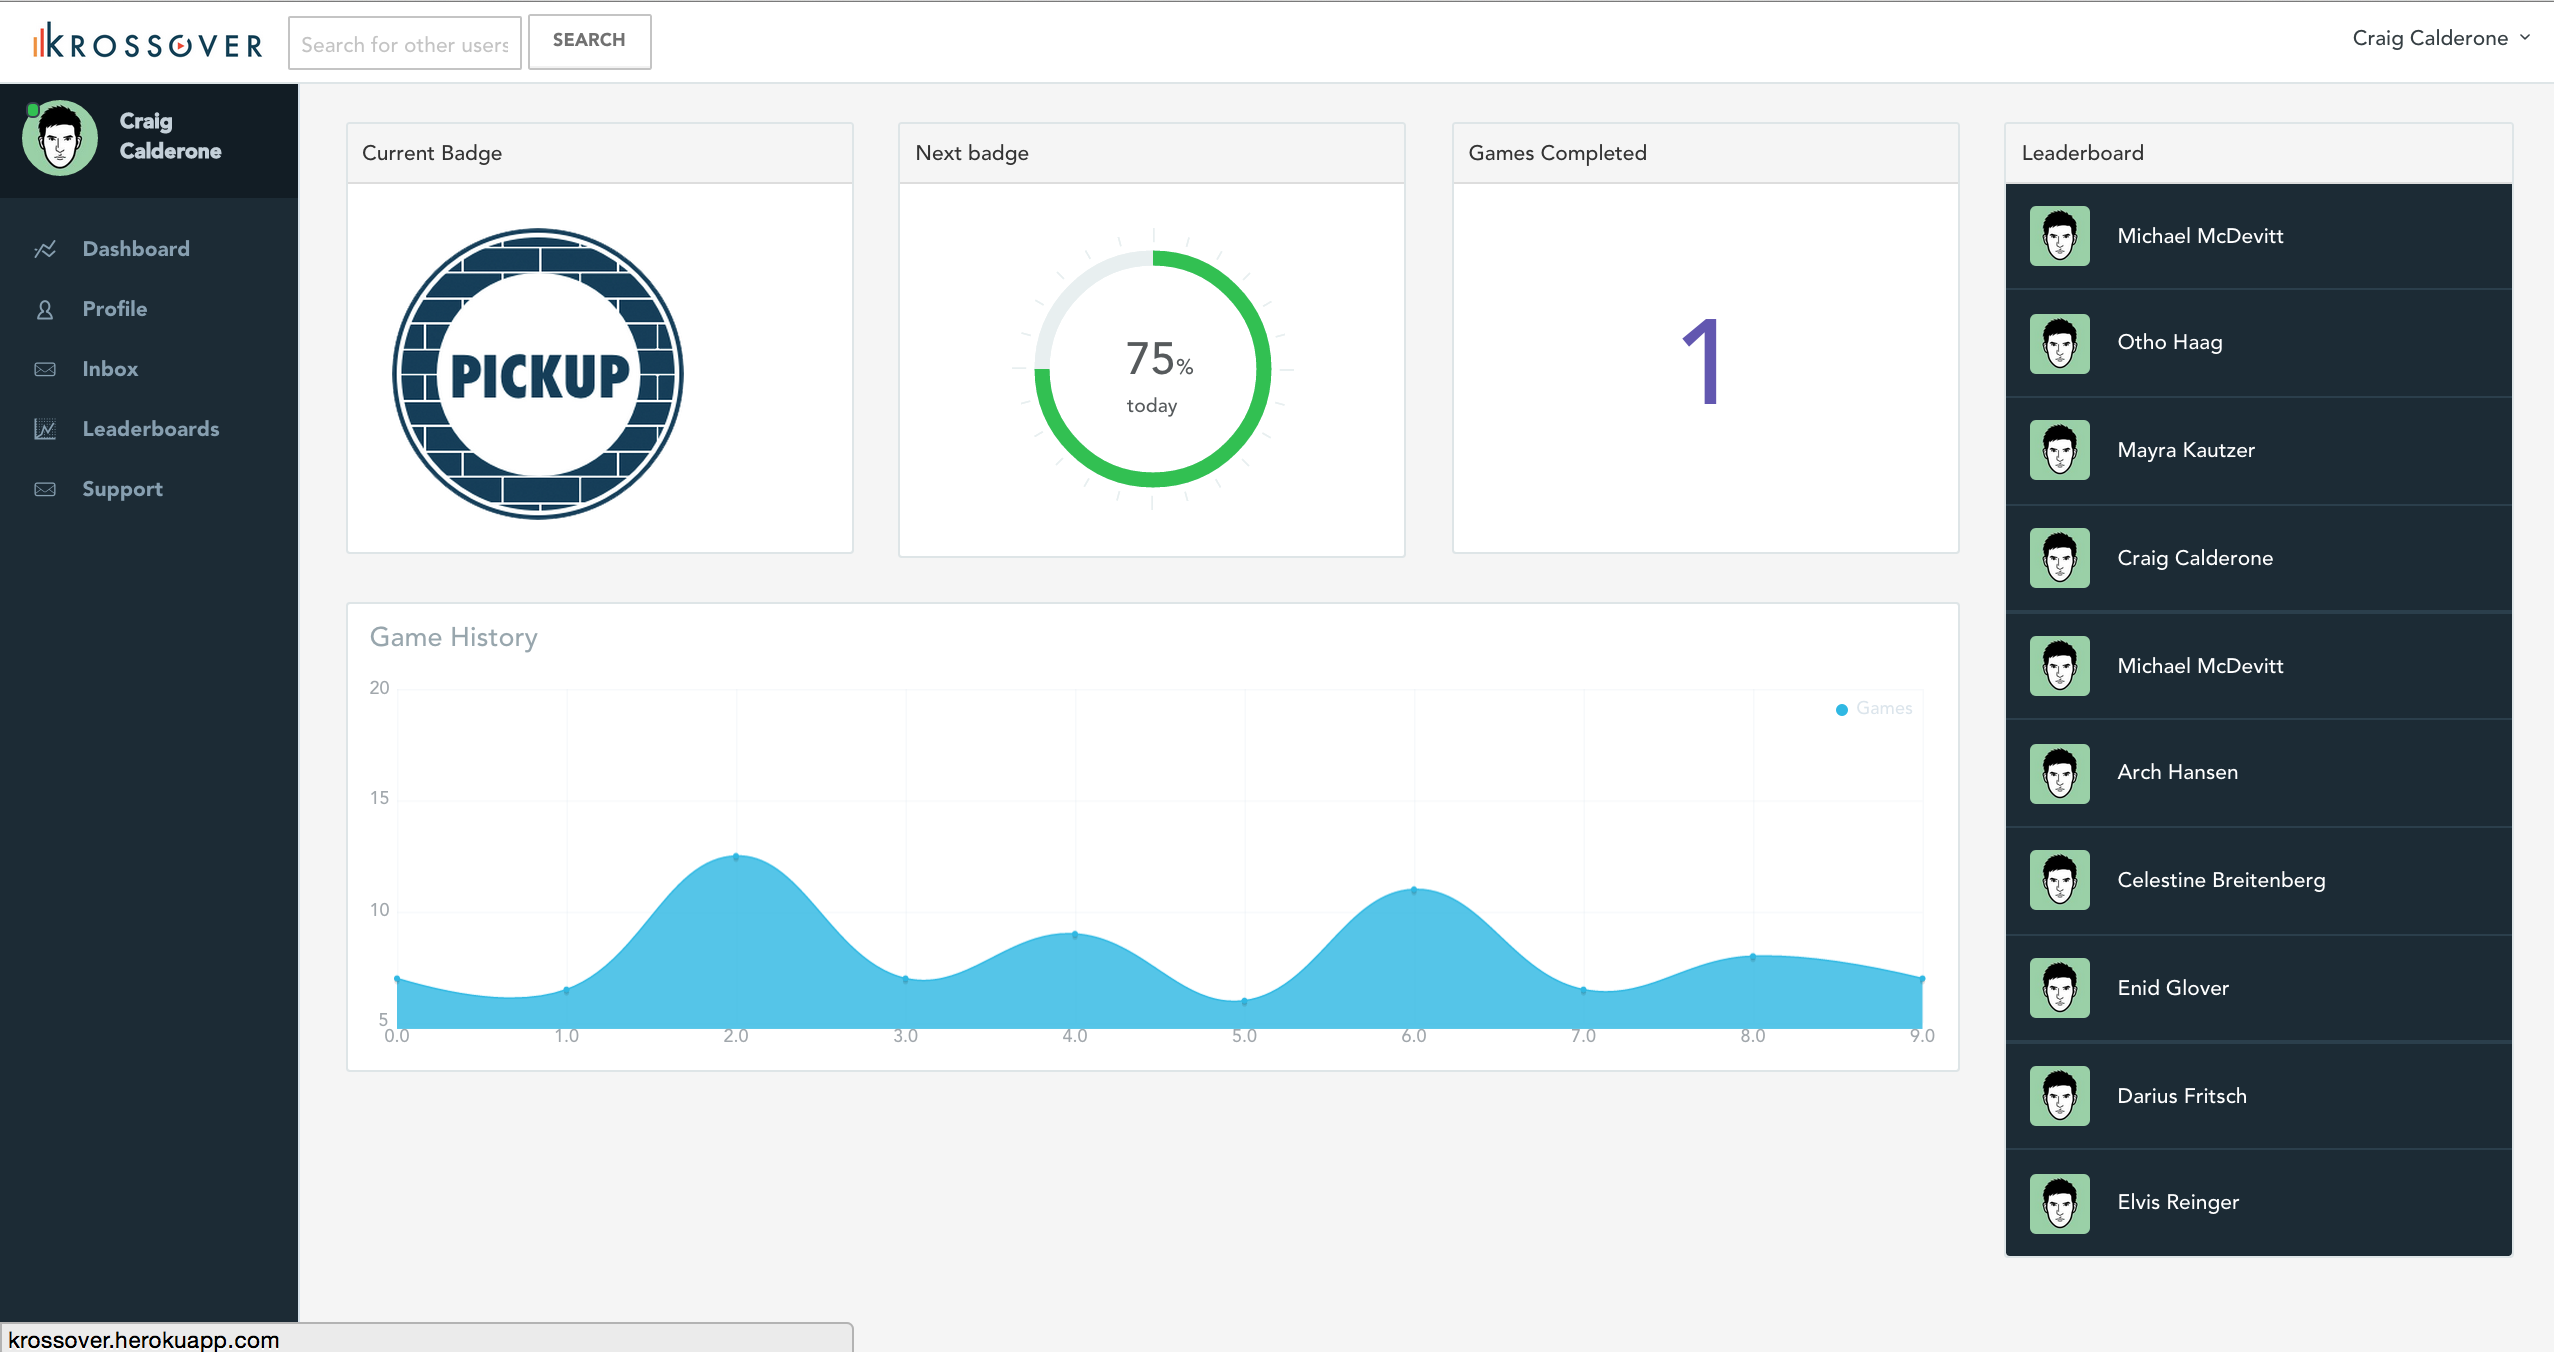 KROSSOVER
Search for other users
SEARCH
Craig Calderone
Craig
Calderone
Dashboard
Profile
Inbox
Leaderboards
Support
Current Badge
PICKUP
Next badge
75%
today
Games Completed
1
Game History
Games
20
15
10
5
0.0 1.0 2.0 3.0 4.0 5.0 6.0 7.0 8.0 9.0
Leaderboard
Michael McDevitt
Otho Haag
Mayra Kautzer
Craig Calderone
Michael McDevitt
Arch Hansen
Celestine Breitenberg
Enid Glover
Darius Fritsch
Elvis Reinger
krossover.herokuapp.com